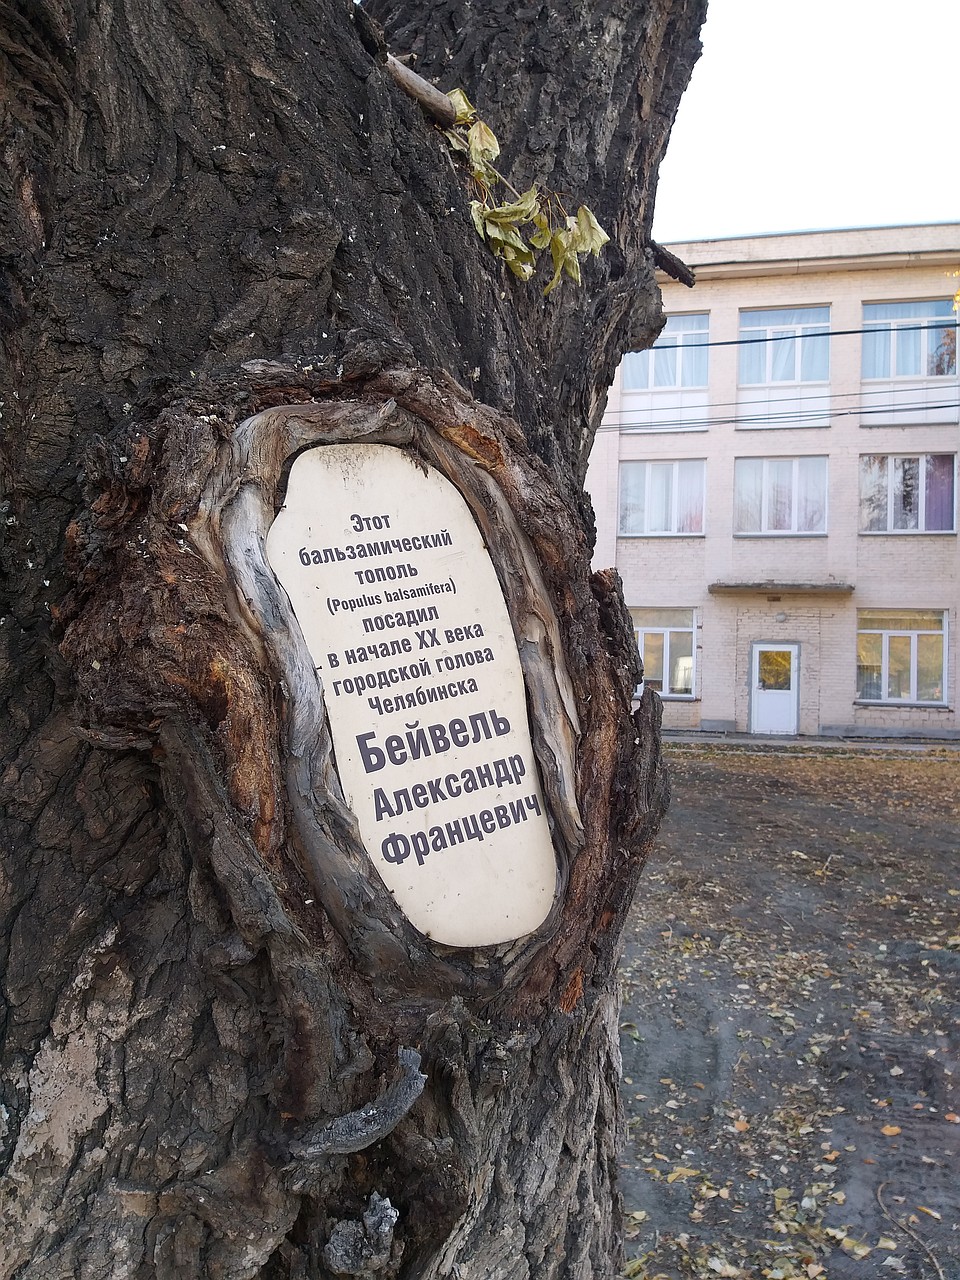 Этот
бальзамический
тополь
(Populus balsamifera)
посадил
в начале XX века
городской голова
Челябинска
Бейвель
Александр
Францевич